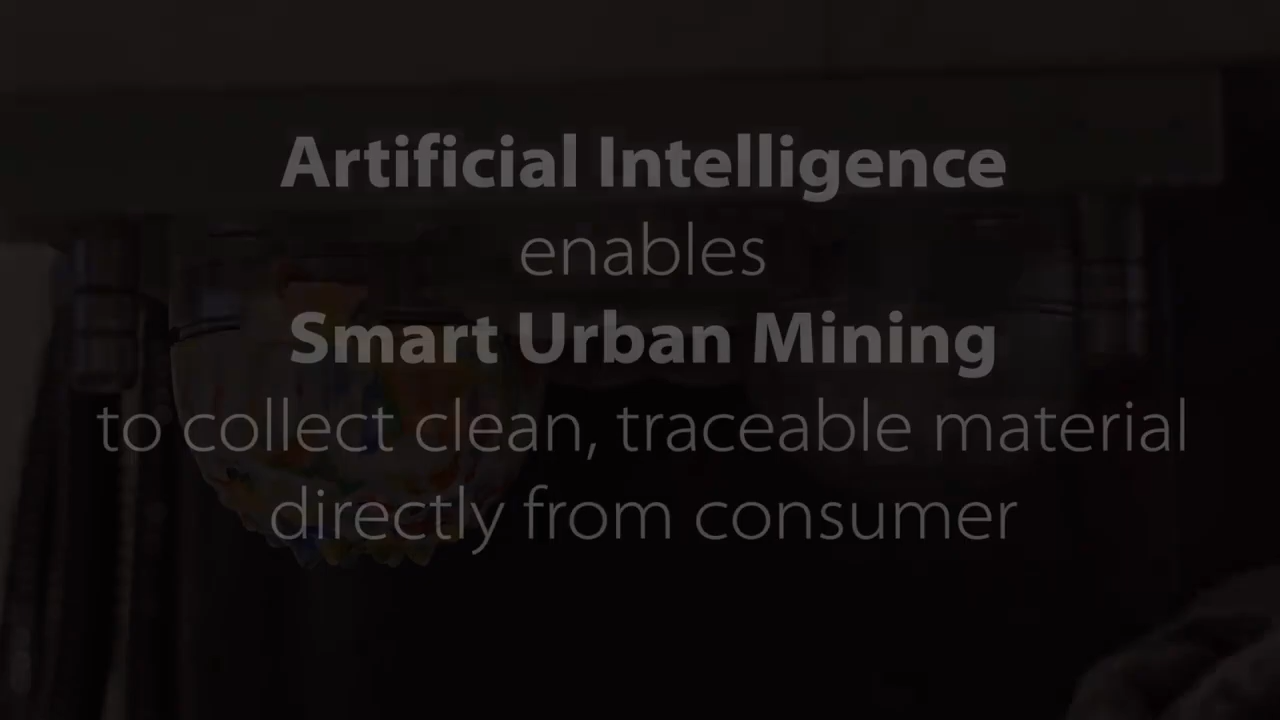 Artificial Intelligence
enables
Smart Urban Mining
to collect clean, traceable material
directly from consumer